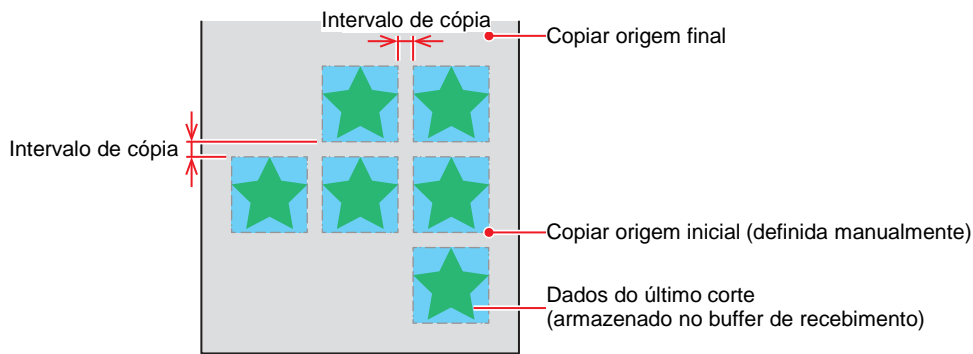 Intervalo de cópia
Copiar origem final
Intervalo de cópia
Copiar origem inicial (definida manualmente)
Dados do último corte
(armazenado no buffer de recebimento)